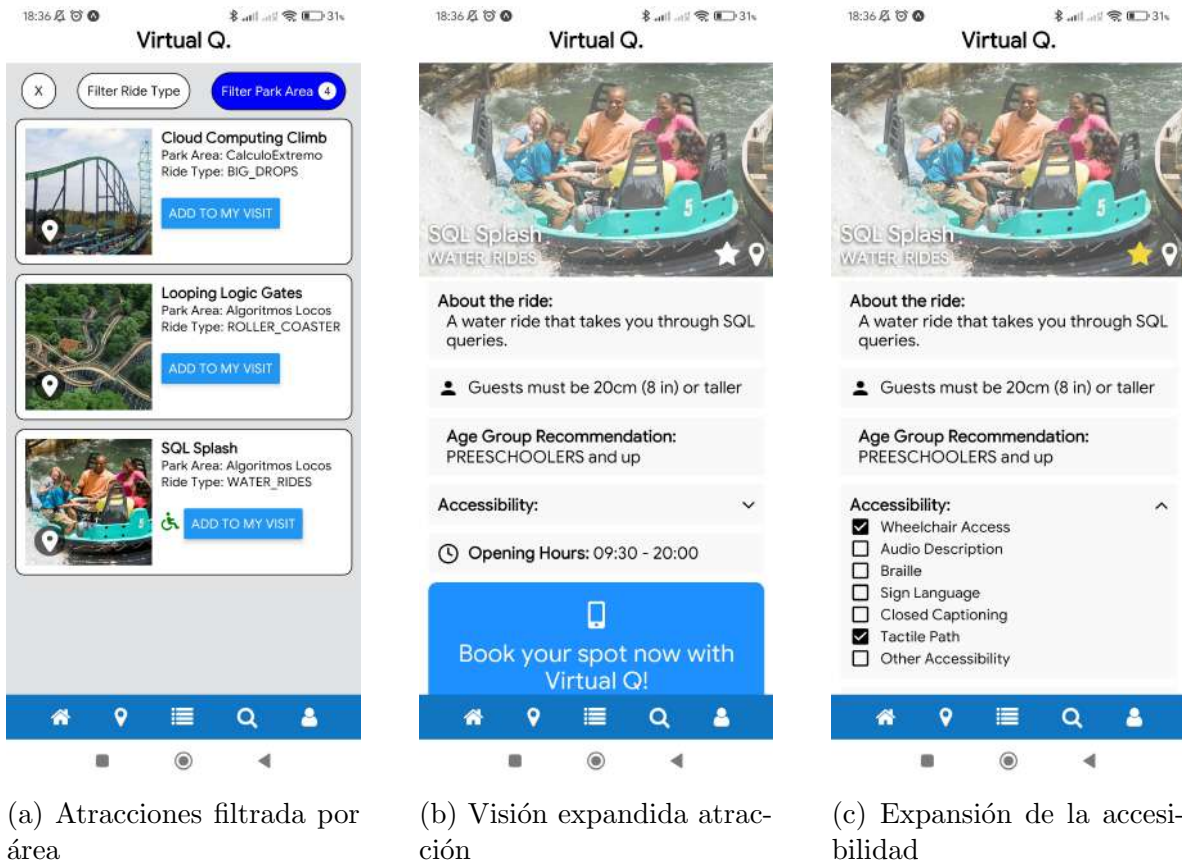 18:36
31%
Virtual Q.
X
Filter Ride Type
Filter Park Area 4
Cloud Computing Climb
Park Area: CalculoExtremo
Ride Type: BIG_DROPS
ADD TO MY VISIT
Looping Logic Gates
Park Area: Algoritmos Locos
Ride Type: ROLLER_COASTER
ADD TO MY VISIT
SQL Splash
Park Area: Algoritmos Locos
Ride Type: WATER_RIDES
ADD TO MY VISIT
5
(a) Atracciones filtrada por
área
18:36
31%
Virtual Q.
5
SQL Splash
WATER RIDES
About the ride:
A water ride that takes you through SQL
queries.
Guests must be 20cm (8 in) or taller
Age Group Recommendation:
PREESCHOOLERS and up
Accessibility:
Opening Hours: 09:30 - 20:00
Book your spot now with
Virtual Q!
(b) Visión expandida atrac-
ción
18:36
31%
Virtual Q.
5
SQL Splash
WATER RIDES
About the ride:
A water ride that takes you through SQL
queries.
Guests must be 20cm (8 in) or taller
Age Group Recommendation:
PREESCHOOLERS and up
Accessibility:
Wheelchair Access
Audio Description
Braille
Sign Language
Closed Captioning
Tactile Path
Other Accessibility
(c) Expansión de la accesi-
bilidad